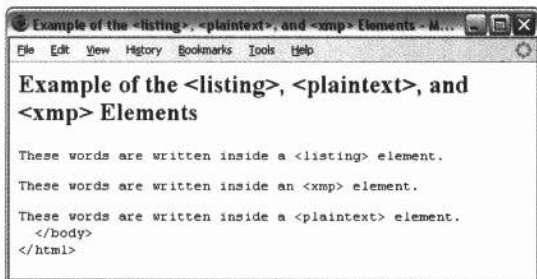 Example of the <listing>, <plaintext>, and <xmp> Elements - M...
File Edit View History Bookmarks Tools Help
Example of the <listing>, <plaintext>, and
<xmp> Elements
These words are written inside a <listing> element.
These words are written inside an <xmp> element.
These words are written inside a <plaintext> element.
</body>
</html>